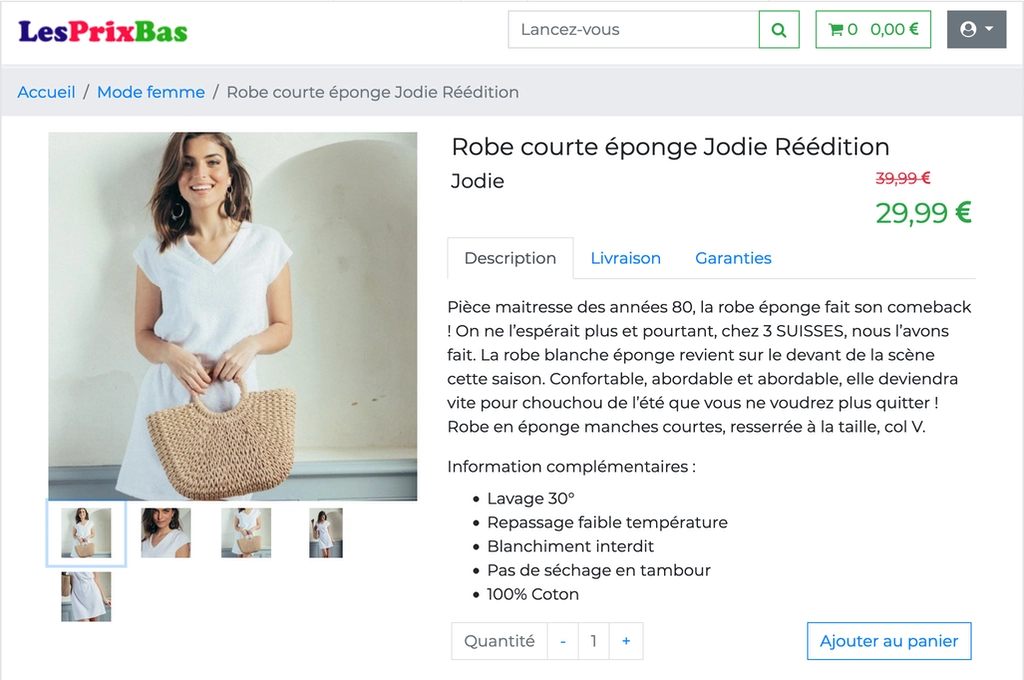 LesPrixBas
Lancez-vous
0 0,00 €
Accueil / Mode femme / Robe courte éponge Jodie Réédition
Robe courte éponge Jodie Réédition
Jodie
39,99 €
29,99 €
Description Livraison Garanties
Pièce maitresse des années 80, la robe éponge fait son comeback
! On ne l’espérait plus et pourtant, chez 3 SUISSES, nous l’avons
fait. La robe blanche éponge revient sur le devant de la scène
cette saison. Confortable, abordable et abordable, elle deviendra
vite pour chouchou de l’été que vous ne voudrez plus quitter !
Robe en éponge manches courtes, resserrée à la taille, col V.
Information complémentaires :
• Lavage 30°
• Repassage faible température
• Blanchiment interdit
• Pas de séchage en tambour
• 100% Coton
Quantité - 1 +
Ajouter au panier